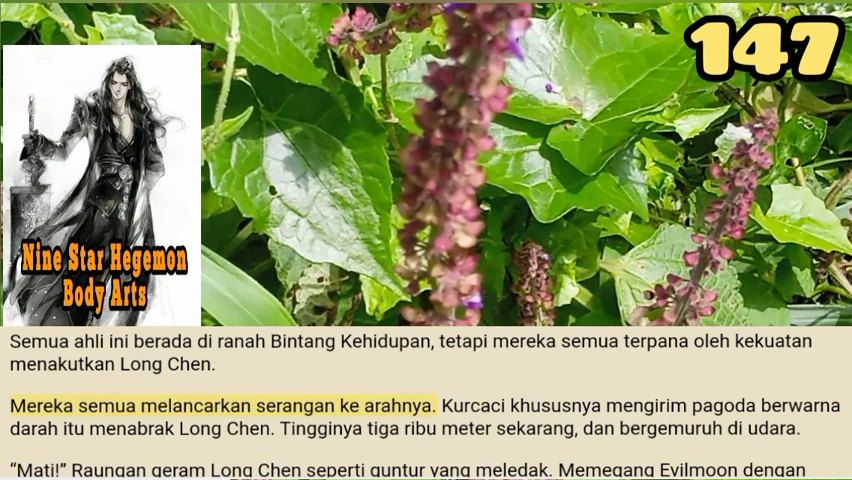 147
Nine Star Hegemon
Body Arts
Semua ahli ini berada di ranah Bintang Kehidupan, tetapi mereka semua terpana oleh kekuatan
menakutkan Long Chen.
Mereka semua melancarkan serangan ke arahnya. Kurcaci khususnya mengirim pagoda berwarna
darah itu menabrak Long Chen. Tingginya tiga ribu meter sekarang, dan bergemuruh di udara.
“Mati!” Raungan geram Long Chen seperti guntur yang meledak. Memegang Evilmoon dengan